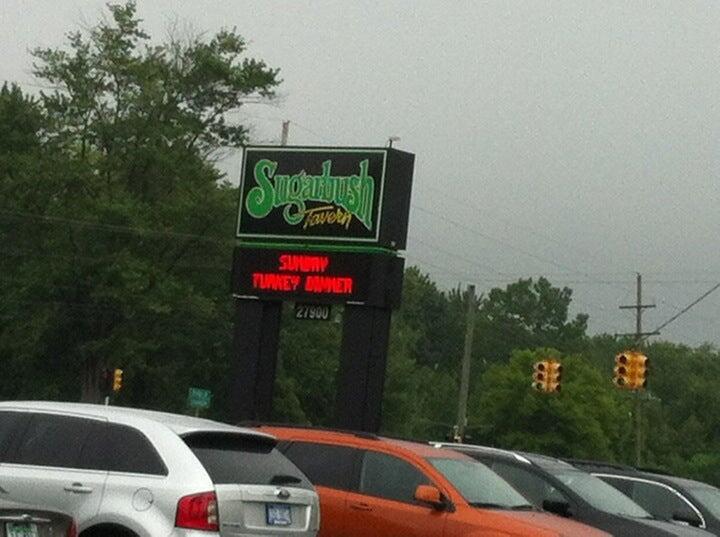 Sugarbush
Tavern
SUNDAY
TURKEY DINNER
27900